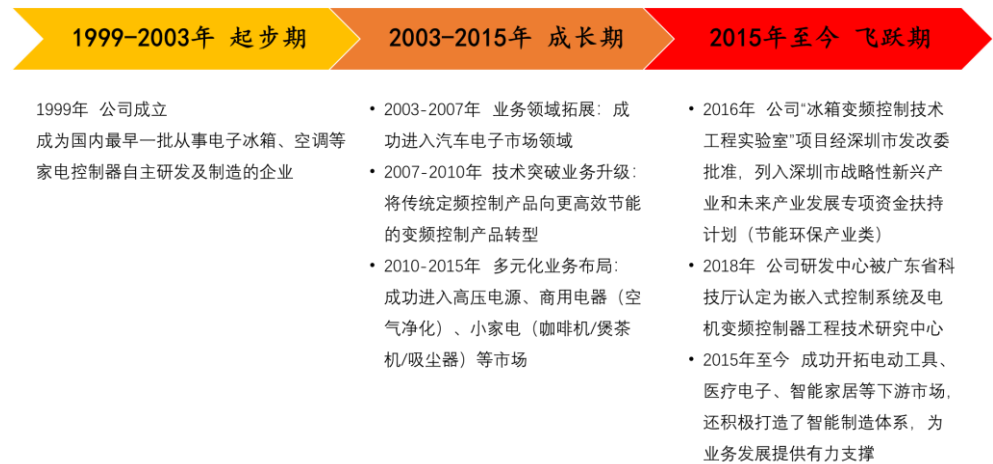 1999-2003年 起步期
2003-2015年 成长期
2015年至今 飞跃期
1999年 公司成立
成为国内最早一批从事电子冰箱、空调等
家电控制器自主研发及制造的企业
• 2003-2007年 业务领域拓展：成
功进入汽车电子市场领域
• 2007-2010年 技术突破业务升级：
将传统定频控制产品向更高效节能
的变频控制产品转型
• 2010-2015年 多元化业务布局：
成功进入高压电源、商用电器（空
气净化）、小家电（咖啡机/煲茶
机/吸尘器）等市场
• 2016年 公司“冰箱变频控制技术
工程实验室”项目经深圳市发改委
批准，列入深圳市战略性新兴产
业和未来产业发展专项资金扶持
计划（节能环保产业类）
• 2018年 公司研发中心被广东省科
技厅认定为嵌入式控制系统及电
机变频控制器工程技术研究中心
• 2015年至今 成功开拓电动工具、
医疗电子、智能家居等下游市场，
还积极打造了智能制造体系，为
业务发展提供有力支撑